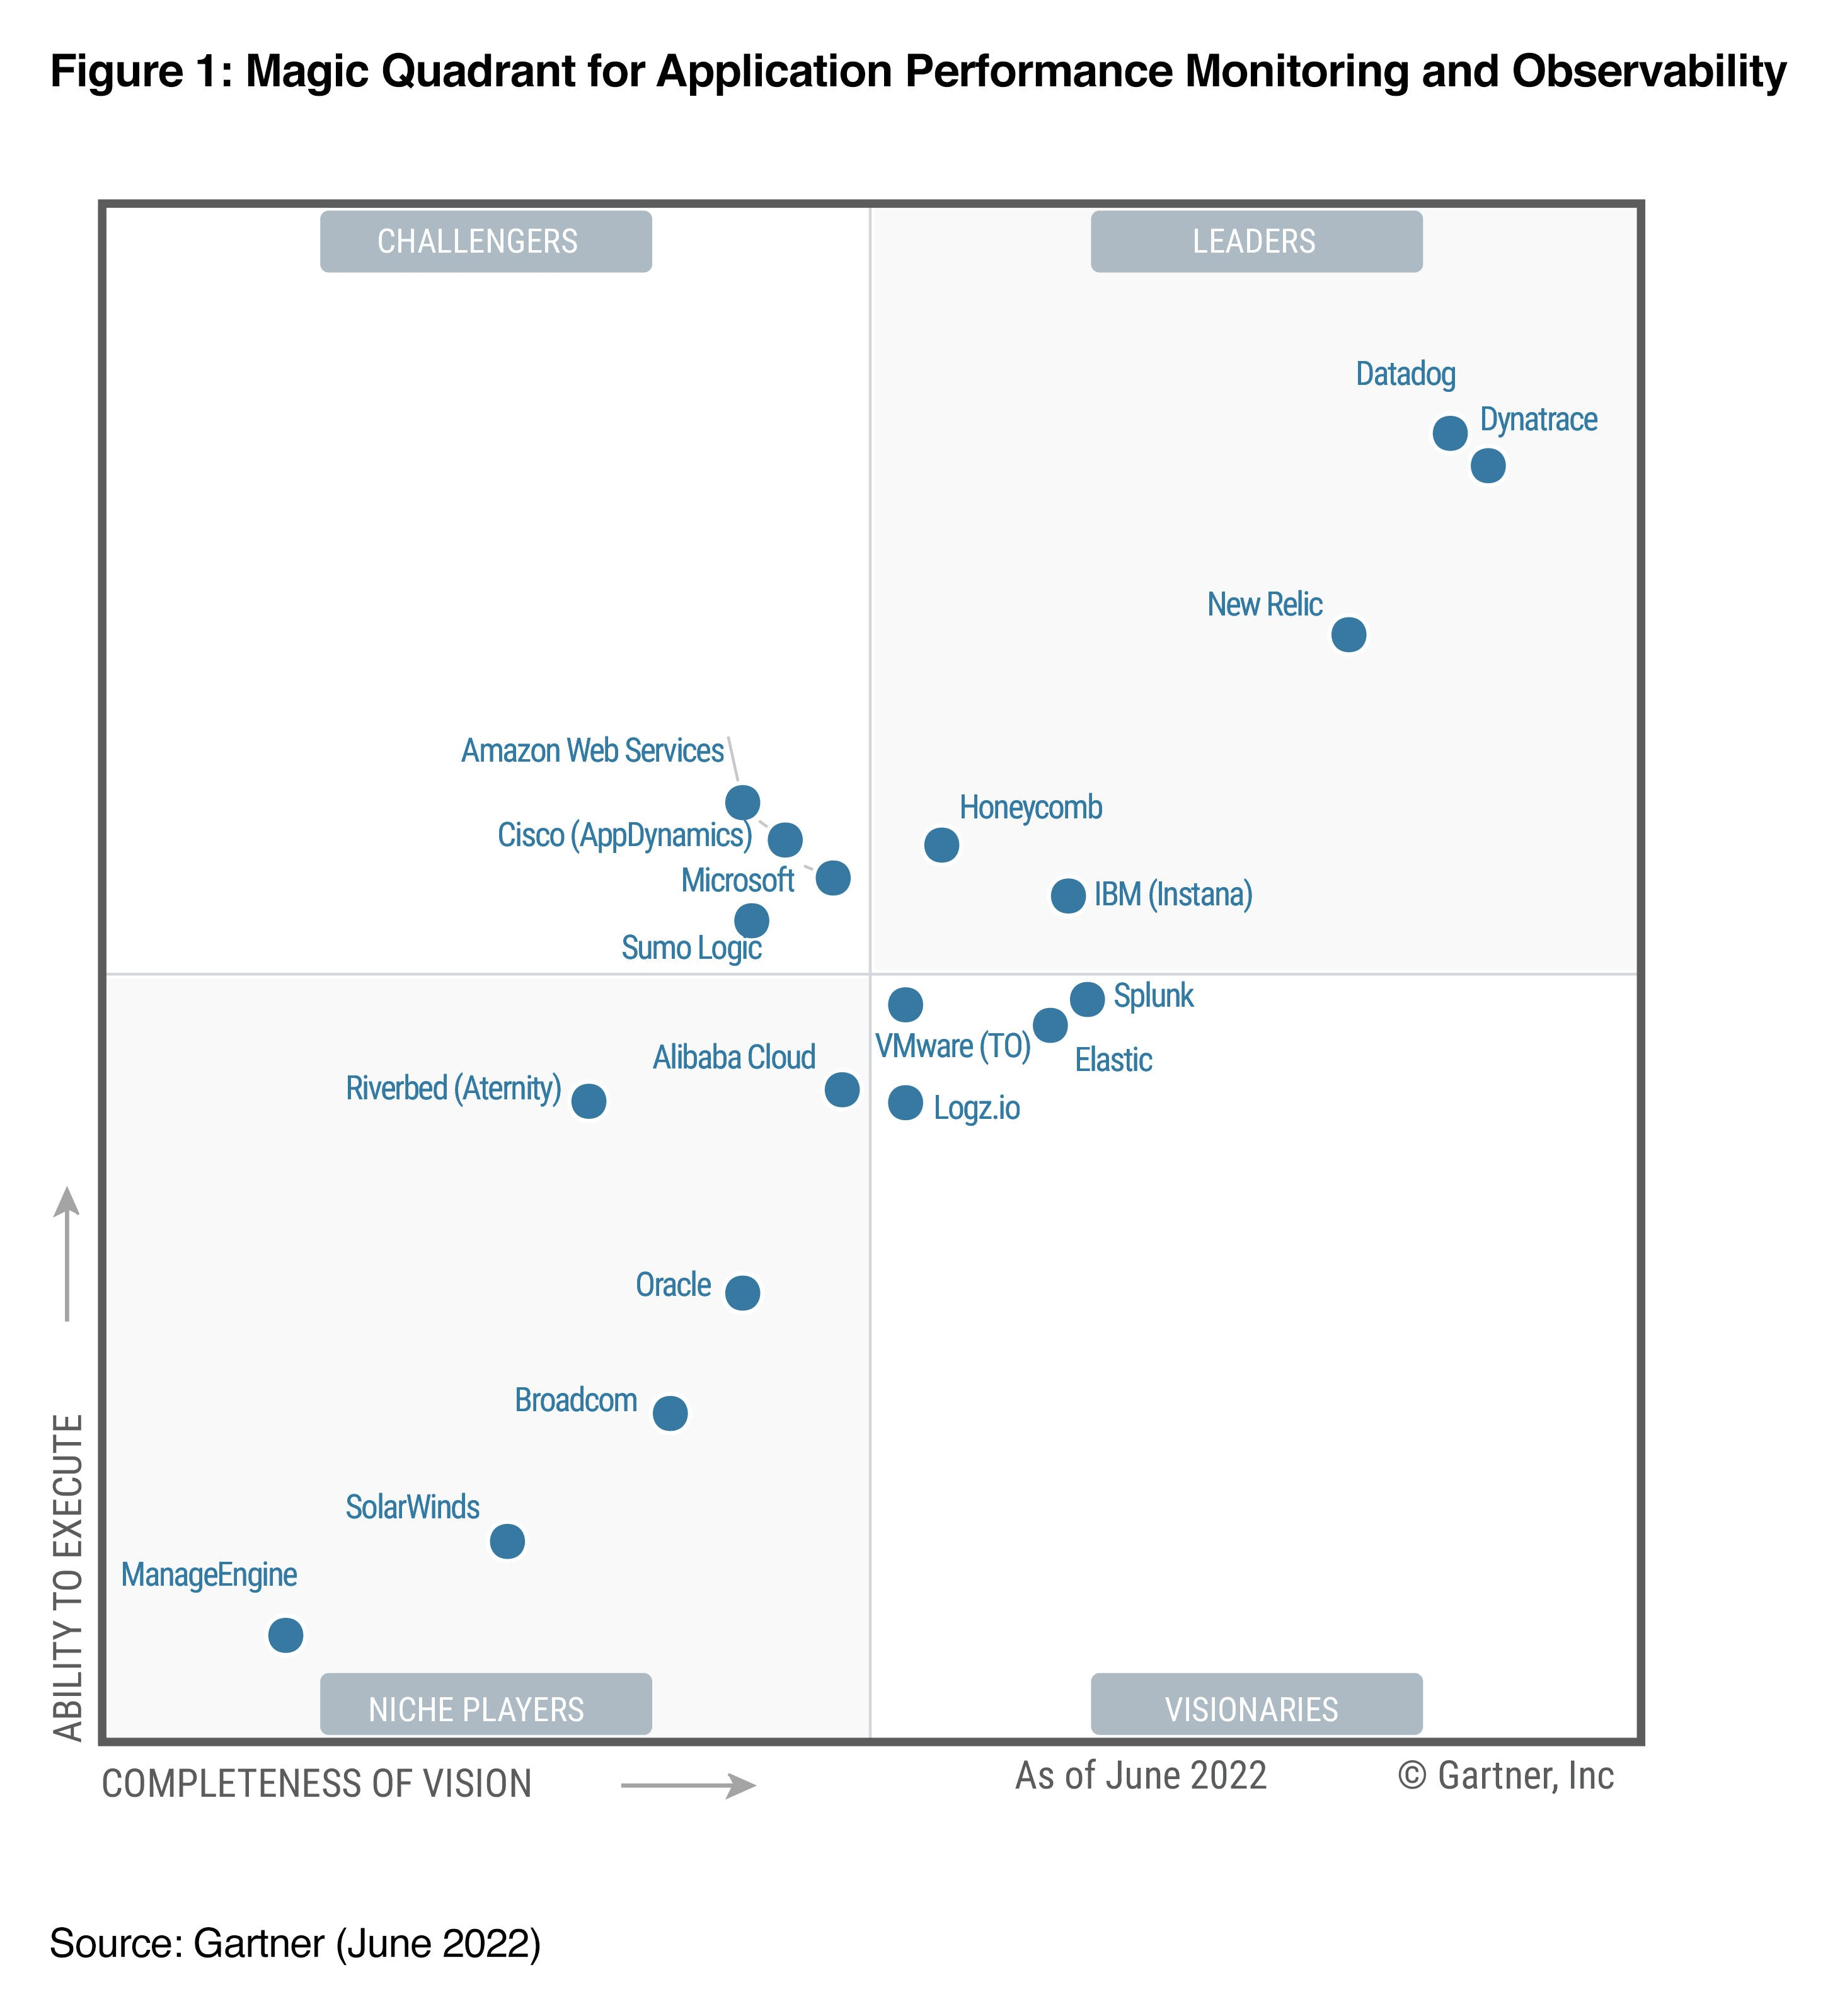 Figure 1: Magic Quadrant for Application Performance Monitoring and Observability
CHALLENGERS
LEADERS
Datadog
Dynatrace
New Relic
Amazon Web Services
Honeycomb
Cisco (AppDynamics)
Microsoft
IBM (Instana)
Sumo Logic
Splunk
VMware (TO)
Elastic
Alibaba Cloud
Riverbed (Aternity)
Logz.io
Oracle
Broadcom
SolarWinds
ManageEngine
NICHE PLAYERS
VISIONARIES
ABILITY TO EXECUTE
COMPLETENESS OF VISION
As of June 2022
© Gartner, Inc
Source: Gartner (June 2022)